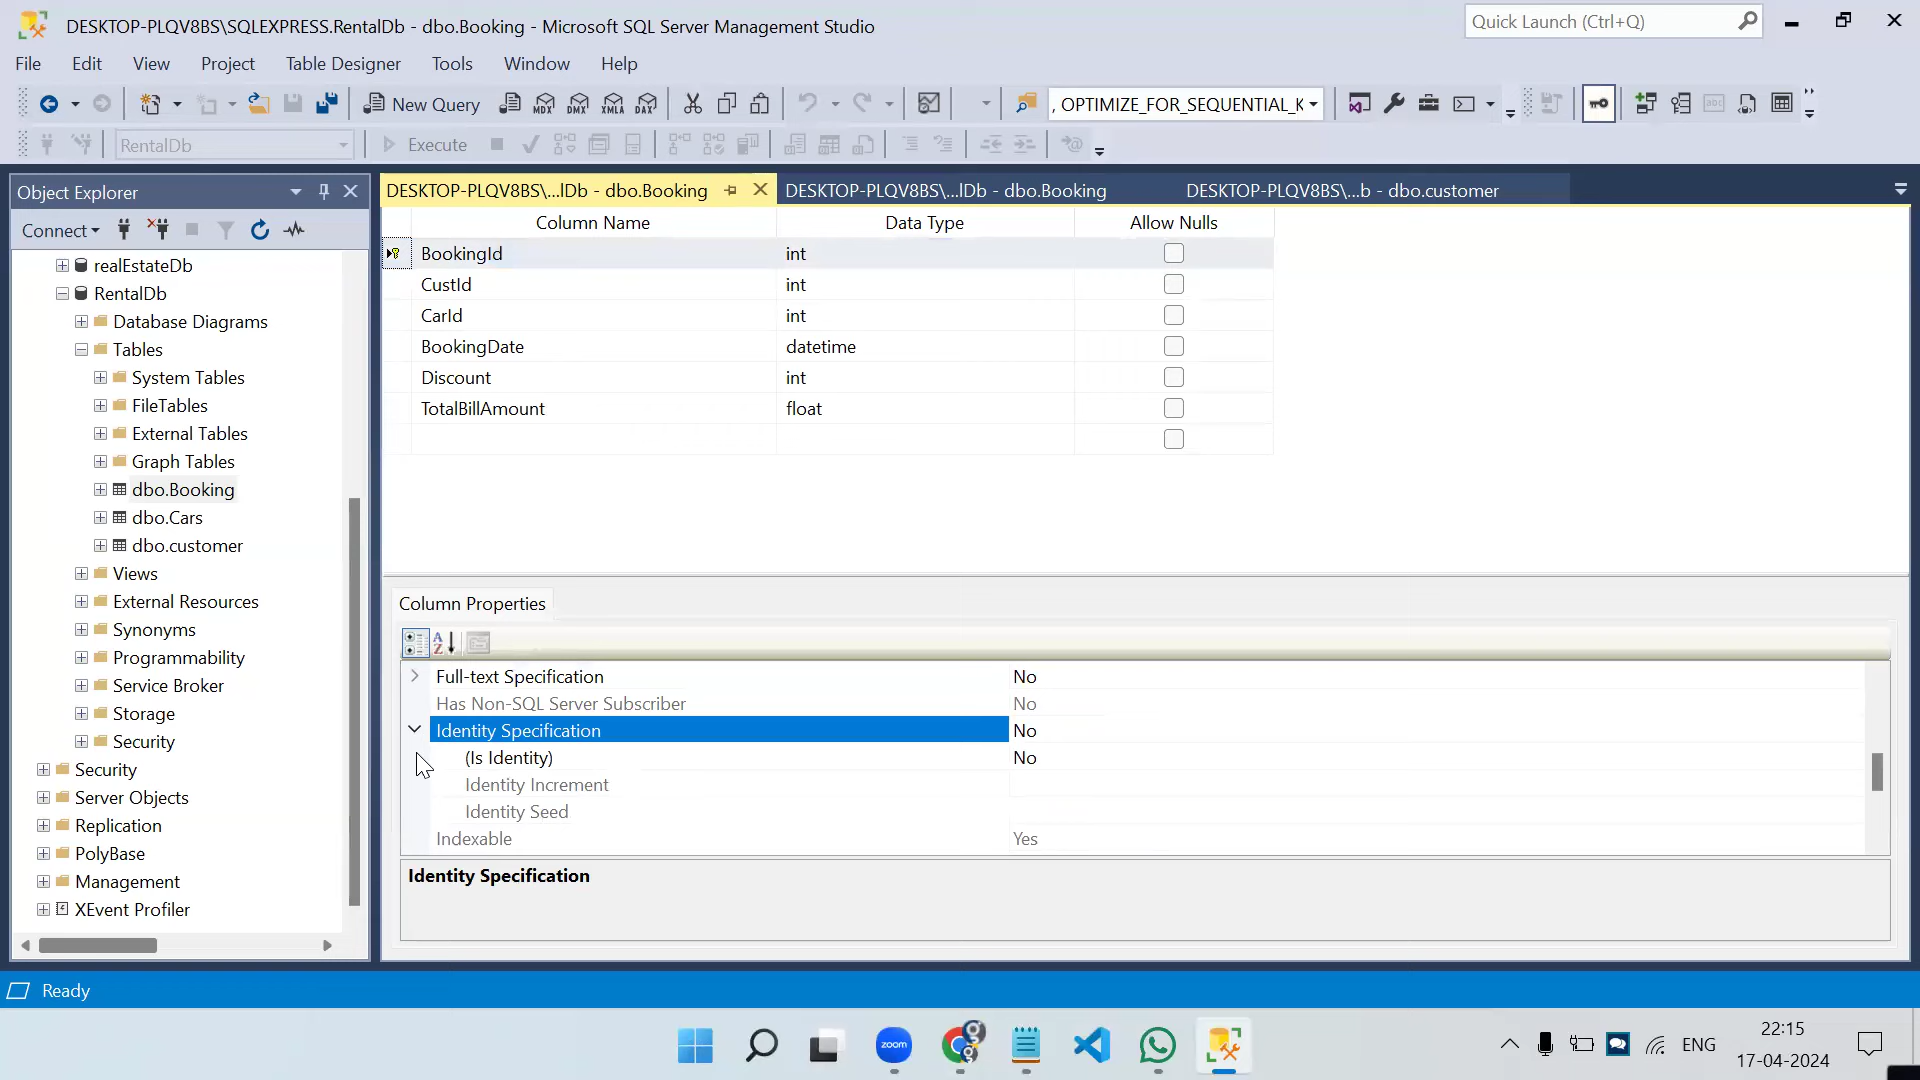 DESKTOP-PLQV8BS\SQLEXPRESS.RentalDb - dbo.Booking - Microsoft SQL Server Management Studio
Quick Launch (Ctrl+Q)
File Edit View Project Table Designer Tools Window Help
New Query MDX DMX XMLA DAX , OPTIMIZE_FOR_SEQUENTIAL_K
RentalDb Execute
Object Explorer
Connect
realEstateDb
RentalDb
Database Diagrams
Tables
System Tables
FileTables
External Tables
Graph Tables
dbo.Booking
dbo.Cars
dbo.customer
Views
External Resources
Synonyms
Programmability
Service Broker
Storage
Security
Security
Server Objects
Replication
PolyBase
Management
XEvent Profiler
DESKTOP-PLQV8BS\...lDb - dbo.Booking DESKTOP-PLQV8BS\...lDb - dbo.Booking DESKTOP-PLQV8BS\...b - dbo.customer
Column Name Data Type Allow Nulls
BookingId int
CustId int
CarId int
BookingDate datetime
Discount int
TotalBillAmount float
Column Properties
Full-text Specification No
Has Non-SQL Server Subscriber No
Identity Specification No
(Is Identity) No
Identity Increment
Identity Seed
Indexable Yes
Identity Specification
Ready
zoom
ENG
22:15
17-04-2024